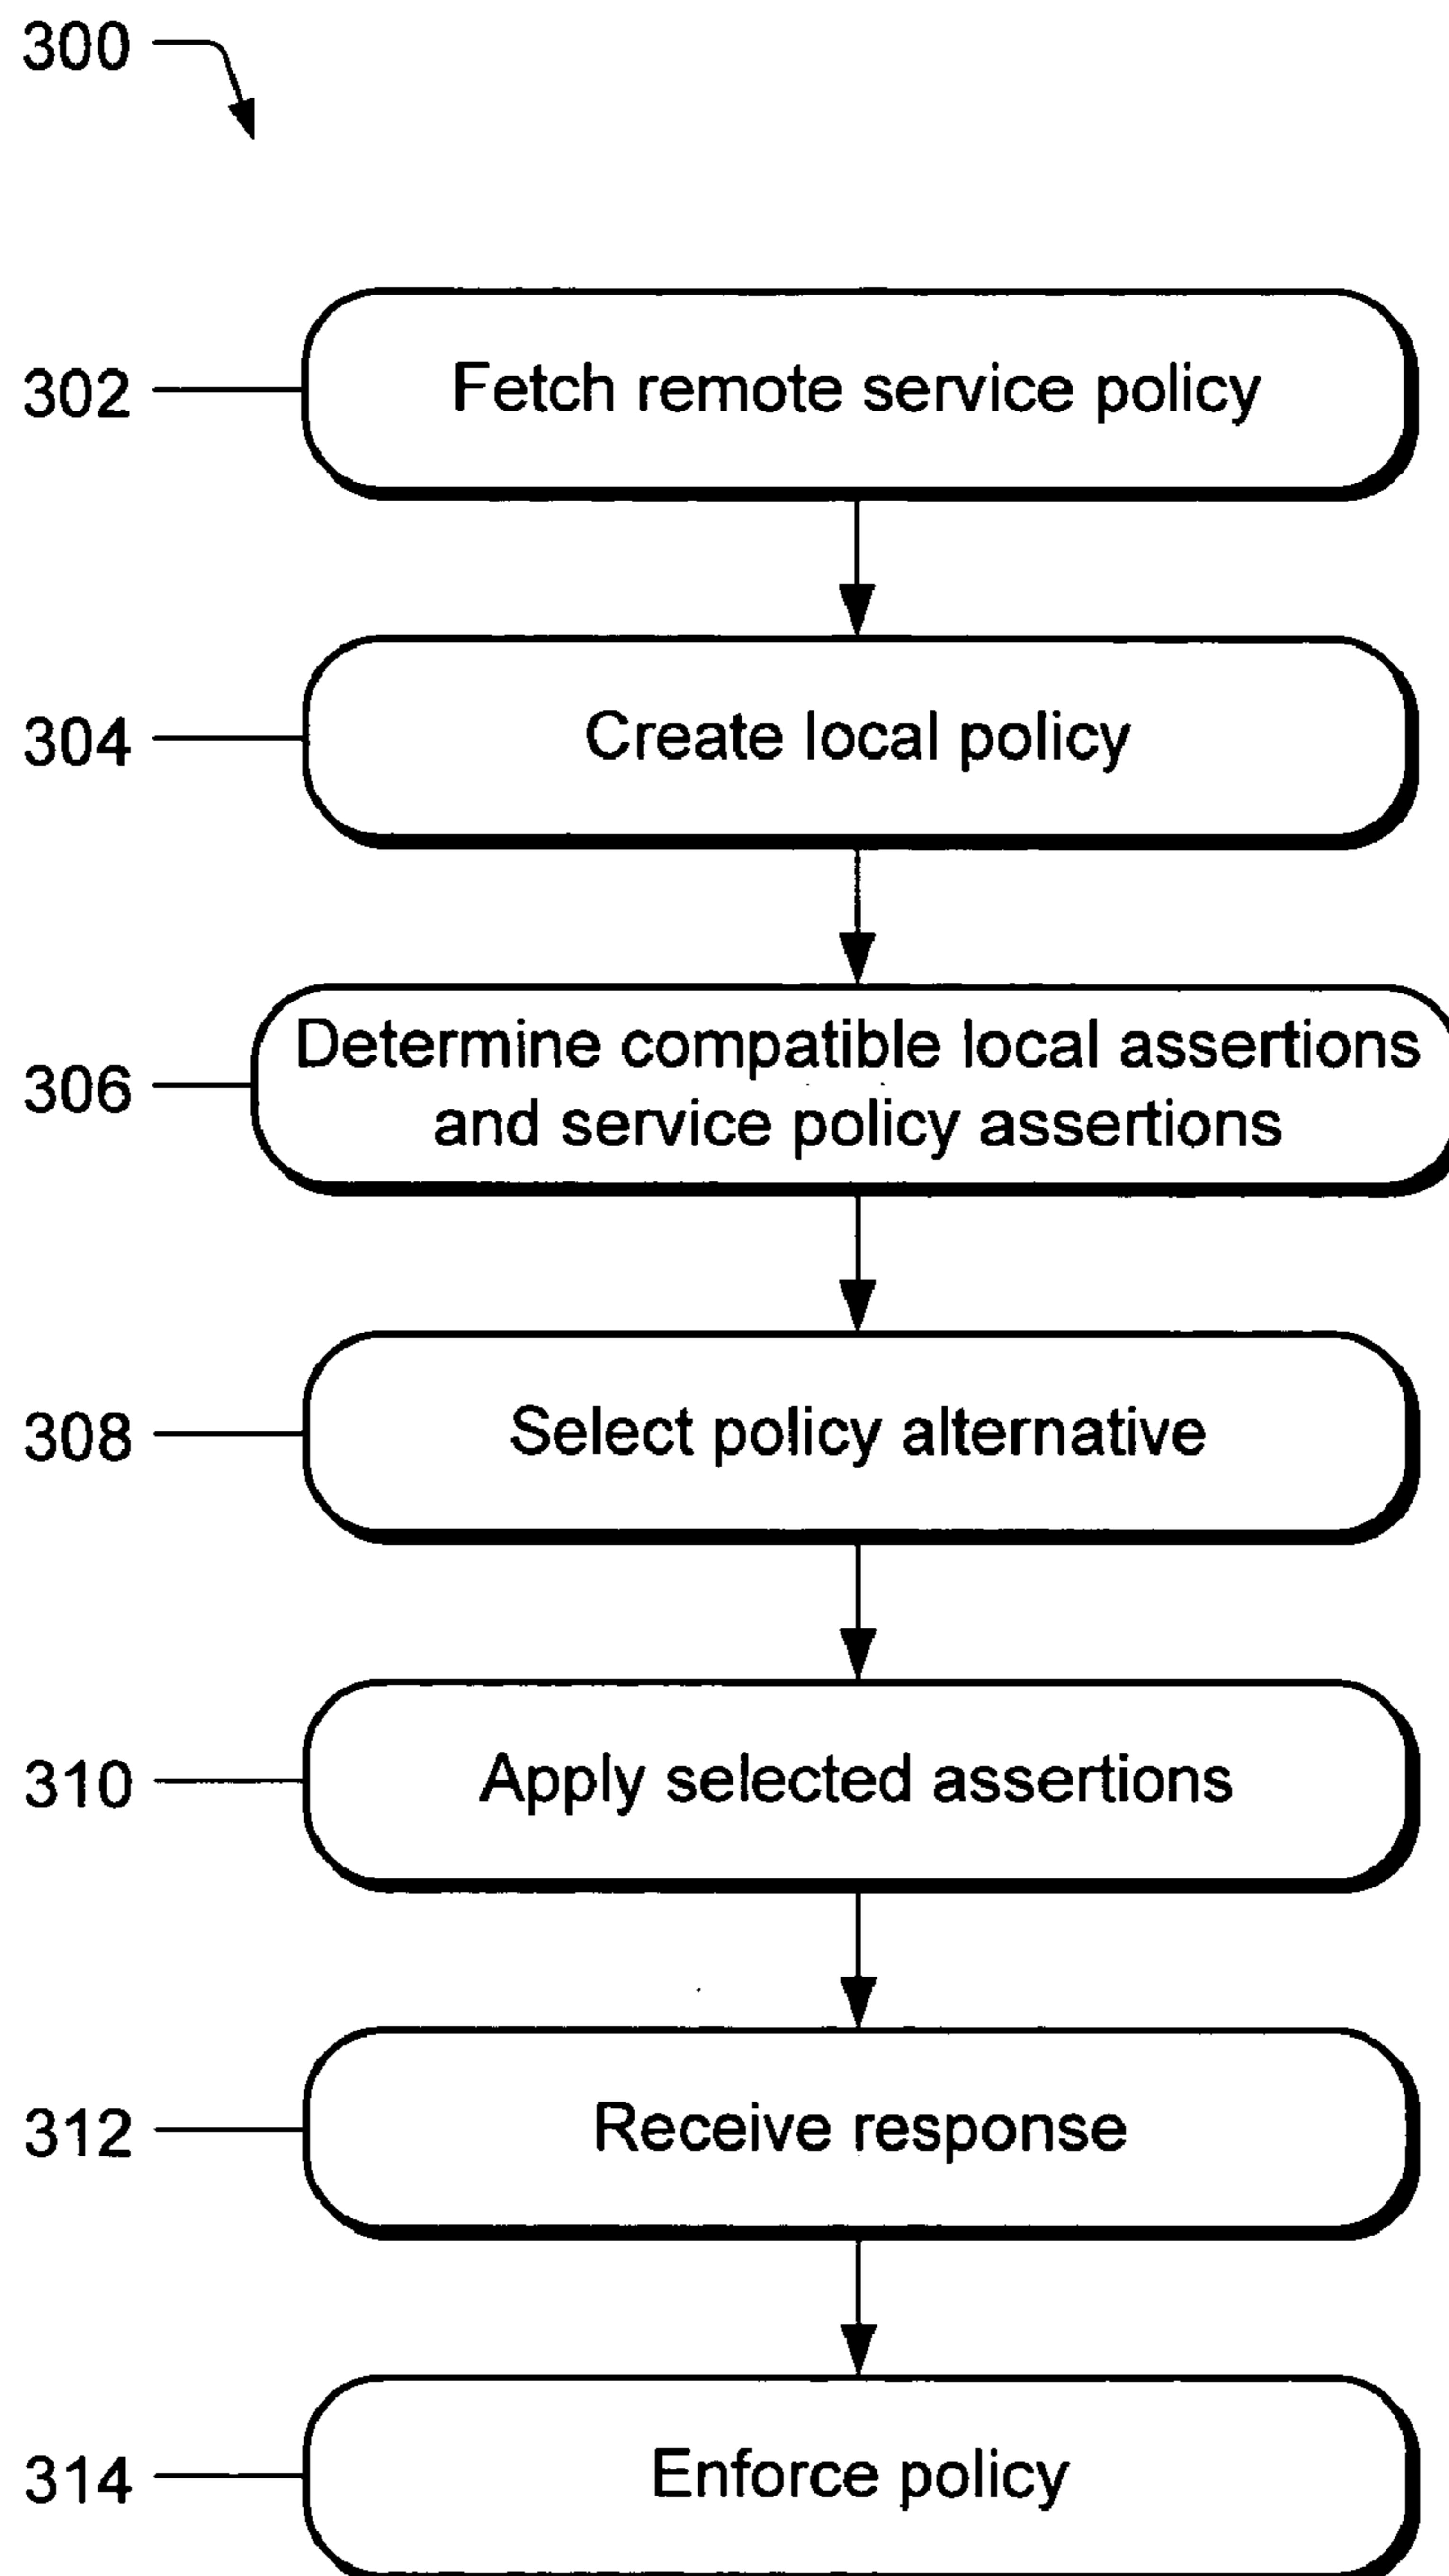 300
302
Fetch remote service policy
304
Create local policy
306
Determine compatible local assertions
and service policy assertions
308
Select policy alternative
310
Apply selected assertions
312
Receive response
314
Enforce policy